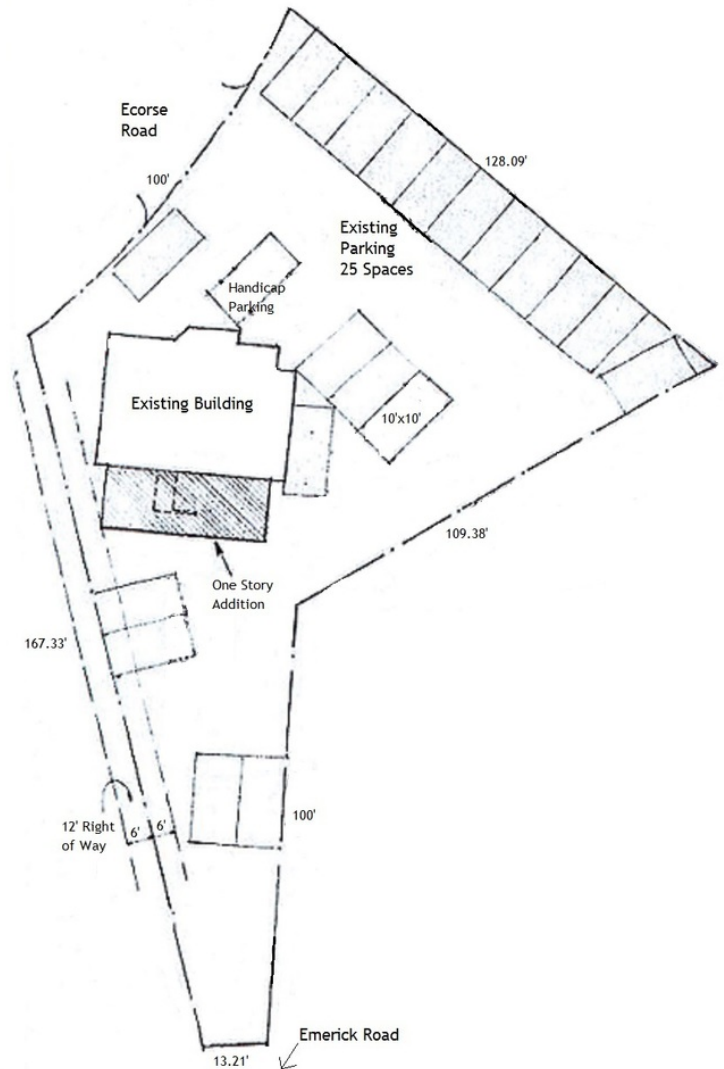 Ecorse
Road
128.09'
100'
Existing
Parking
25 Spaces
Handicap
Parking
Existing Building
10'x10'
109.38'
One Story
Addition
167.33'
100'
12' Right
of Way
6' 6'
Emerick Road
13.21'